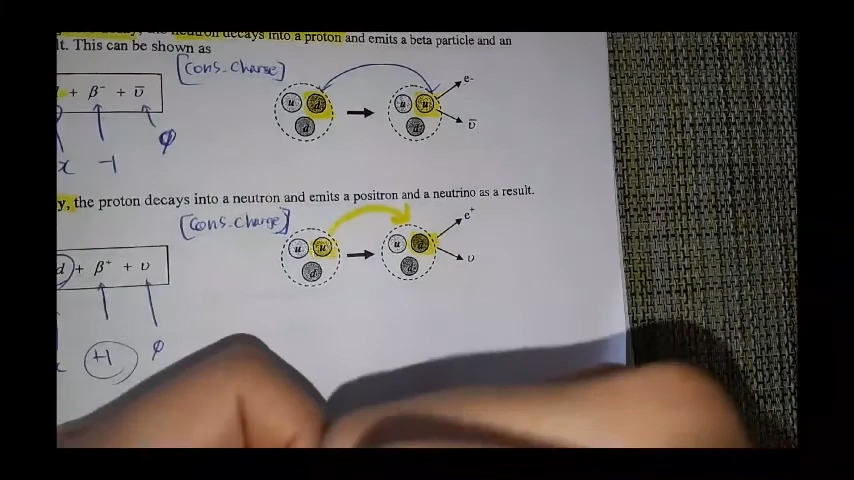 decay, the neutron decays into a proton and emits a beta particle and an
lt. This can be shown as
[Cons. Charge]
+ β⁻ + ῡ
u d d
u u d
e-
ῡ
x -1 φ
y, the proton decays into a neutron and emits a positron and a neutrino as a result.
[Cons. Charge]
d + β⁺ + υ
u u d
u d d
e⁺
υ
+1 φ